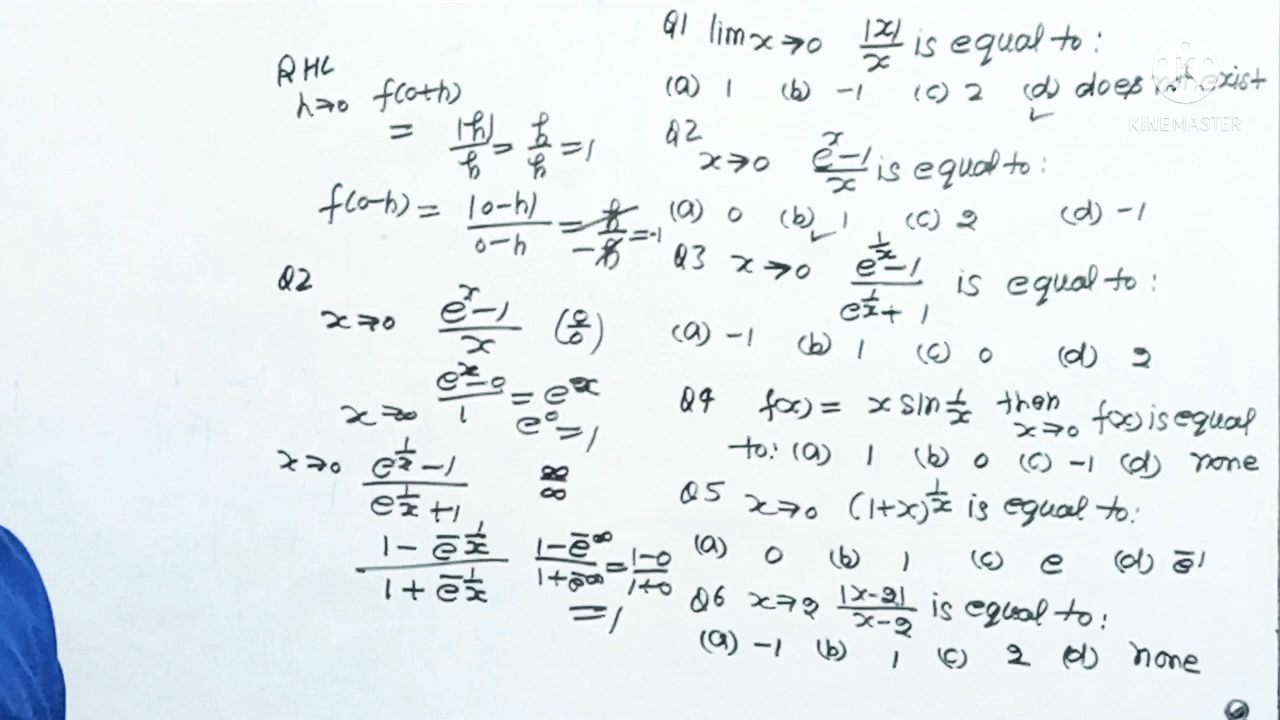 RHL
h→0 f(0+h)
= |h|/h = h/h = 1
f(0-h) = |0-h|/0-h = h/-h = -1
Q2
x→0 e^x-1/x (0/0)
x→0 e^x-0/1 = e^x
e^0 = 1
x→0 e^{1/x}-1/e^{1/x}+1 ∞/∞
1-e^{-1/x}/1+e^{-1/x} 1-e^{-∞}/1+e^{-∞} = 1-0/1+0
= 1
Q1 lim x→0 |x|/x is equal to:
(a) 1 (b) -1 (c) 2 (d) does not exist
KINEMASTER
Q2 x→0 e^x-1/x is equal to:
(a) 0 (b) 1 (c) 2 (d) -1
Q3 x→0 e^{1/x}-1/e^{1/x}+1 is equal to:
(a) -1 (b) 1 (c) 0 (d) 2
Q4 f(x) = x sin 1/x then x→0 f(x) is equal
to: (a) 1 (b) 0 (c) -1 (d) none
Q5 x→0 (1+x)^{1/x} is equal to:
(a) 0 (b) 1 (c) e (d) e^{-1}
Q6 x→2 |x-2|/x-2 is equal to:
(a) -1 (b) 1 (c) 2 (d) none